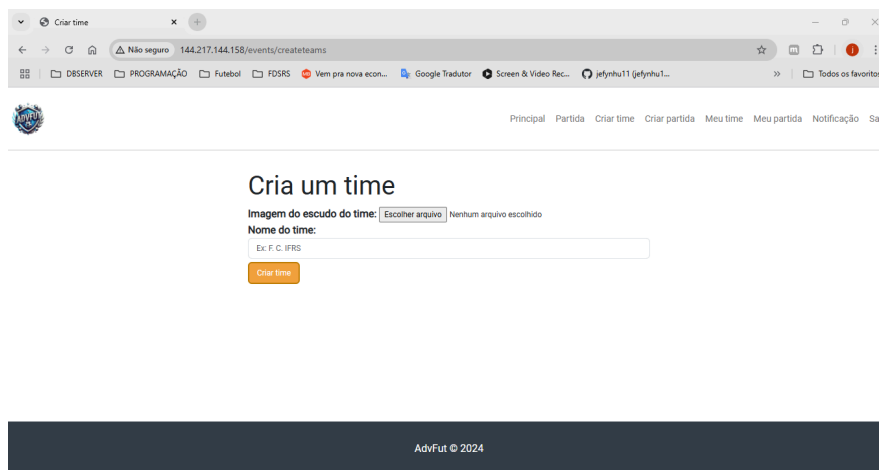 Criar time
Não seguro 144.217.144.158/events/createteams
DBSERVER PROGRAMAÇÃO Futebol FDSRS Vem pra nova econ... Google Tradutor Screen & Video Rec... jefynhu11 (jefynhu1... » Todos os favoritos
ADVFUT
Principal Partida Criar time Criar partida Meu time Meu partida Notificação Sa
Cria um time
Imagem do escudo do time: Escolher arquivo Nenhum arquivo escolhido
Nome do time:
Ex: F. C. IFRS
Criar time
AdvFut © 2024